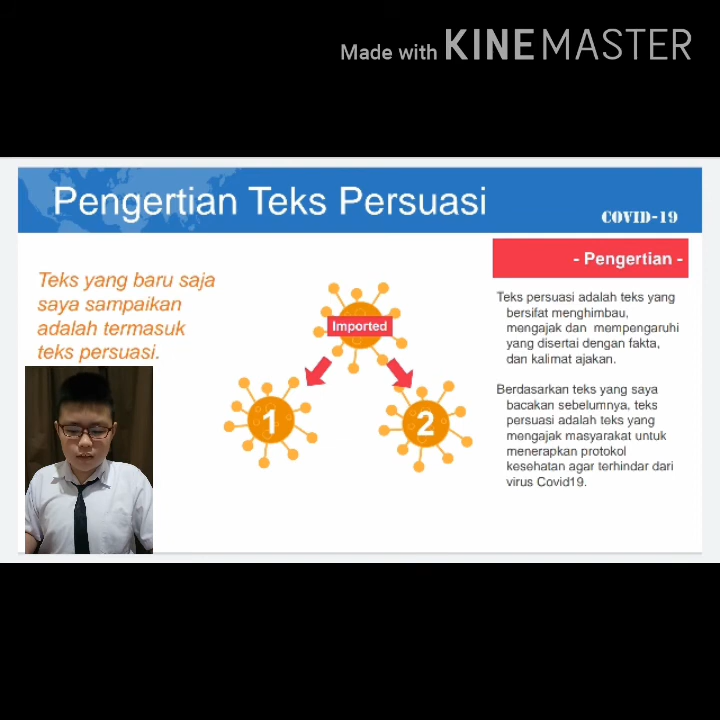 Made with KINEMASTER
Pengertian Teks Persuasi
COVID-19
- Pengertian -
Teks yang baru saja
saya sampaikan
adalah termasuk
teks persuasi.
Imported
1
2
Teks persuasi adalah teks yang
bersifat menghimbau,
mengajak dan mempengaruhi
yang disertai dengan fakta,
dan kalimat ajakan.
Berdasarkan teks yang saya
bacakan sebelumnya, teks
persuasi adalah teks yang
mengajak masyarakat untuk
menerapkan protokol
kesehatan agar terhindar dari
virus Covid19.